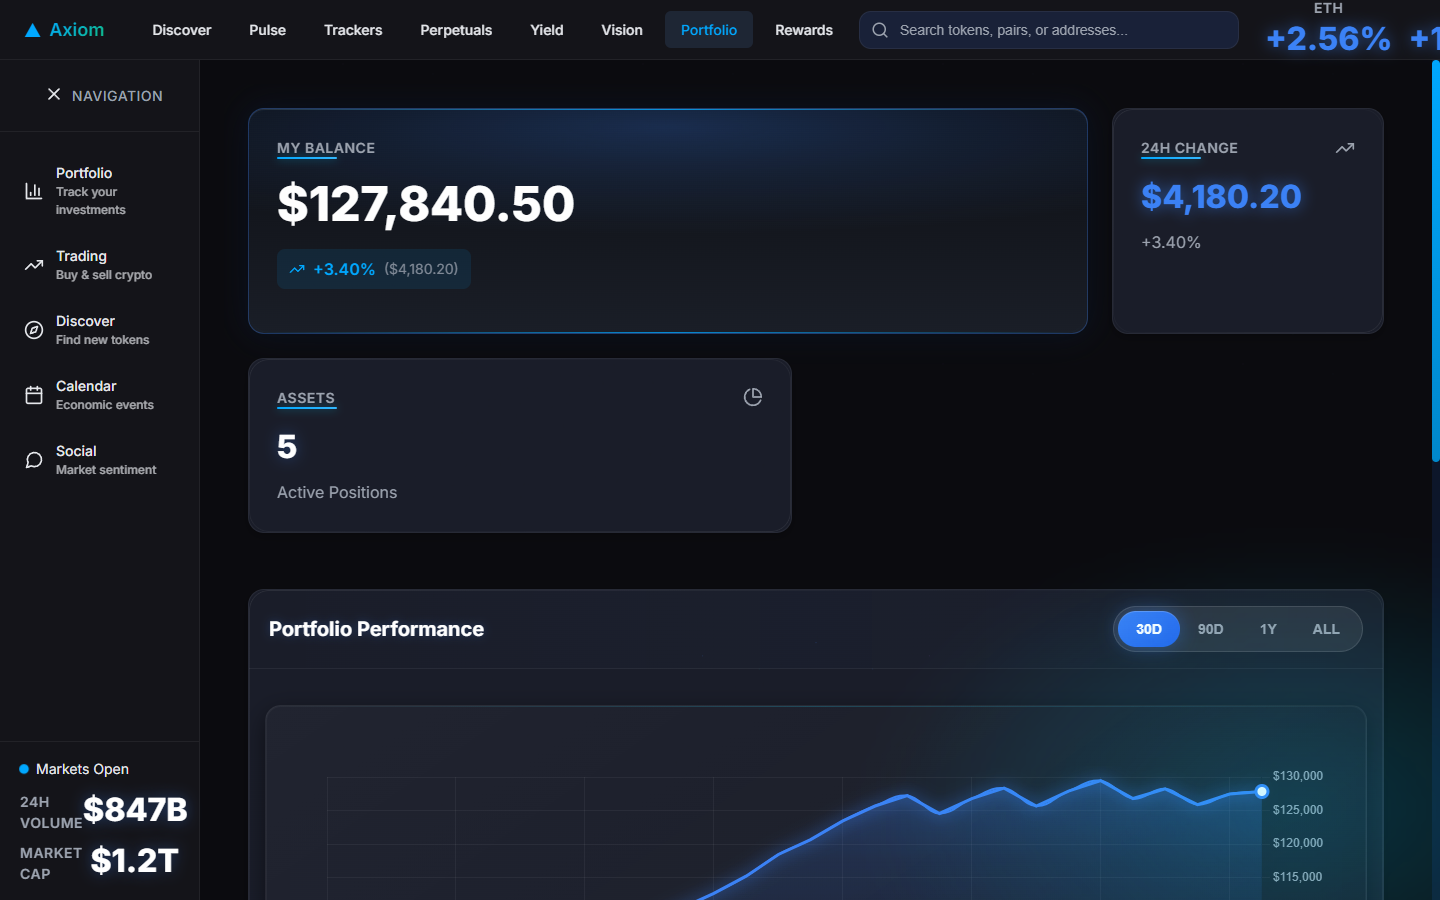 Axiom
Discover
Pulse
Trackers
Perpetuals
Yield
Vision
Portfolio
Rewards
Search tokens, pairs, or addresses...
ETH
+2.56%
NAVIGATION
Portfolio
Track your
investments
Trading
Buy & sell crypto
Discover
Find new tokens
Calendar
Economic events
Social
Market sentiment
Markets Open
24H
VOLUME
$847B
MARKET
CAP
$1.2T
MY BALANCE
$127,840.50
+3.40% ($4,180.20)
24H CHANGE
$4,180.20
+3.40%
ASSETS
5
Active Positions
Portfolio Performance
30D
90D
1Y
ALL
$130,000
$125,000
$120,000
$115,000